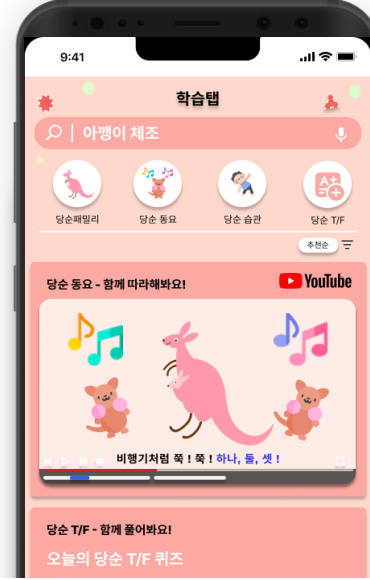 9:41
학습탭
아깽이 체조
당순패밀리
당순 동요
당순 습관
당순 T/F
추천순
당순 동요 - 함께 따라해봐요!
YouTube
비행기처럼 쭉 ! 쭉 ! 하나, 둘, 셋 !
당순 T/F - 함께 풀어봐요!
오늘의 당순 T/F 퀴즈